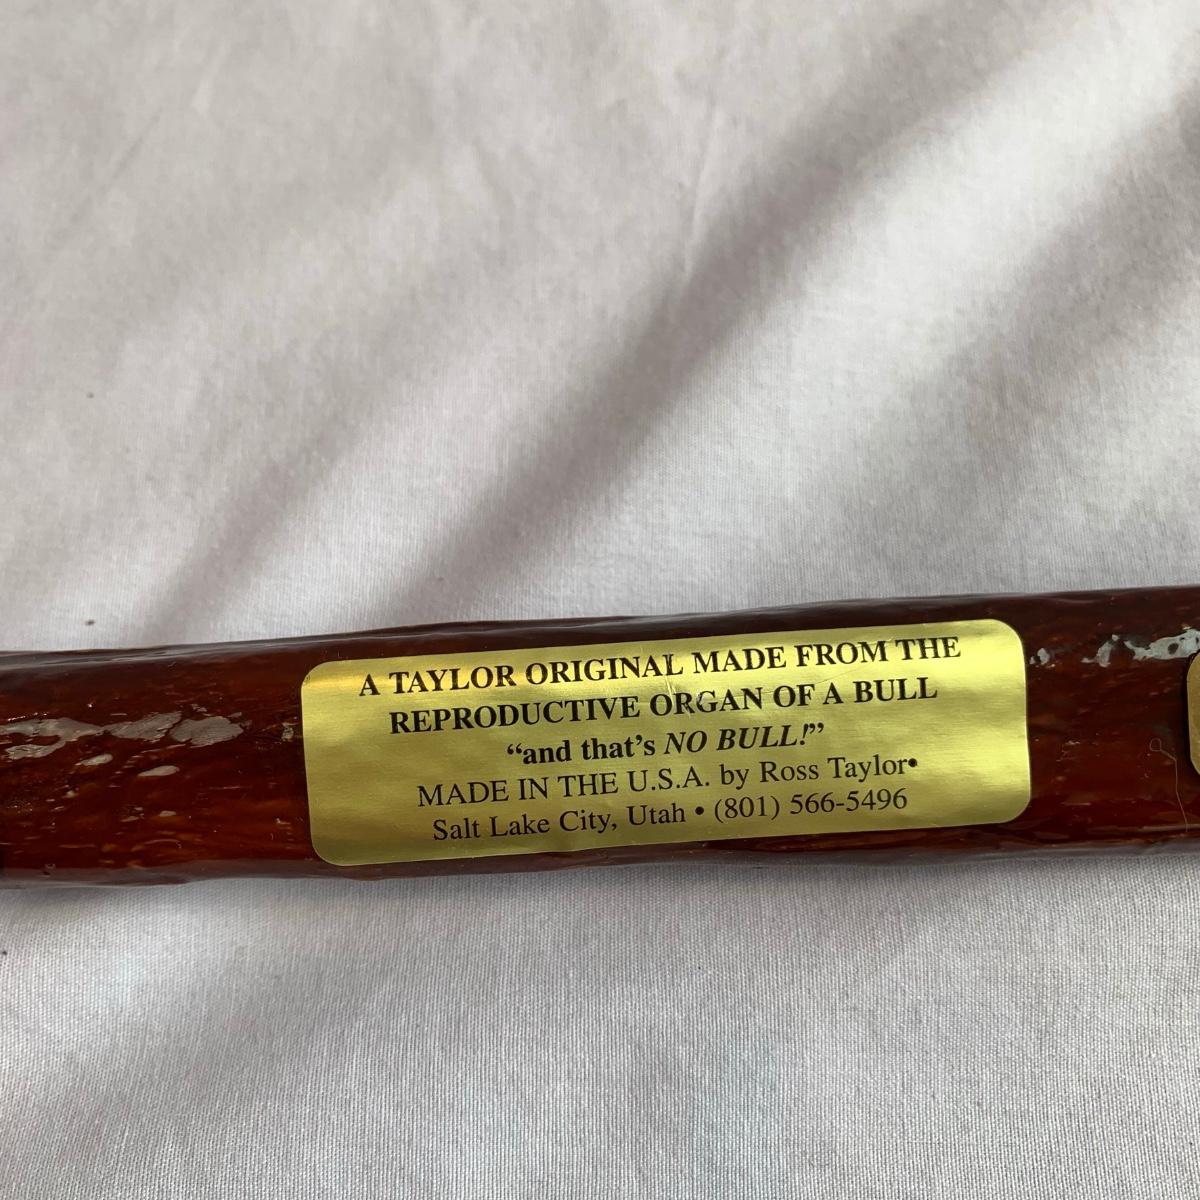 A TAYLOR ORIGINAL MADE FROM THE
REPRODUCTIVE ORGAN OF A BULL
“and that’s NO BULL!”
MADE IN THE U.S.A. by Ross Taylor•
Salt Lake City, Utah • (801) 566-5496